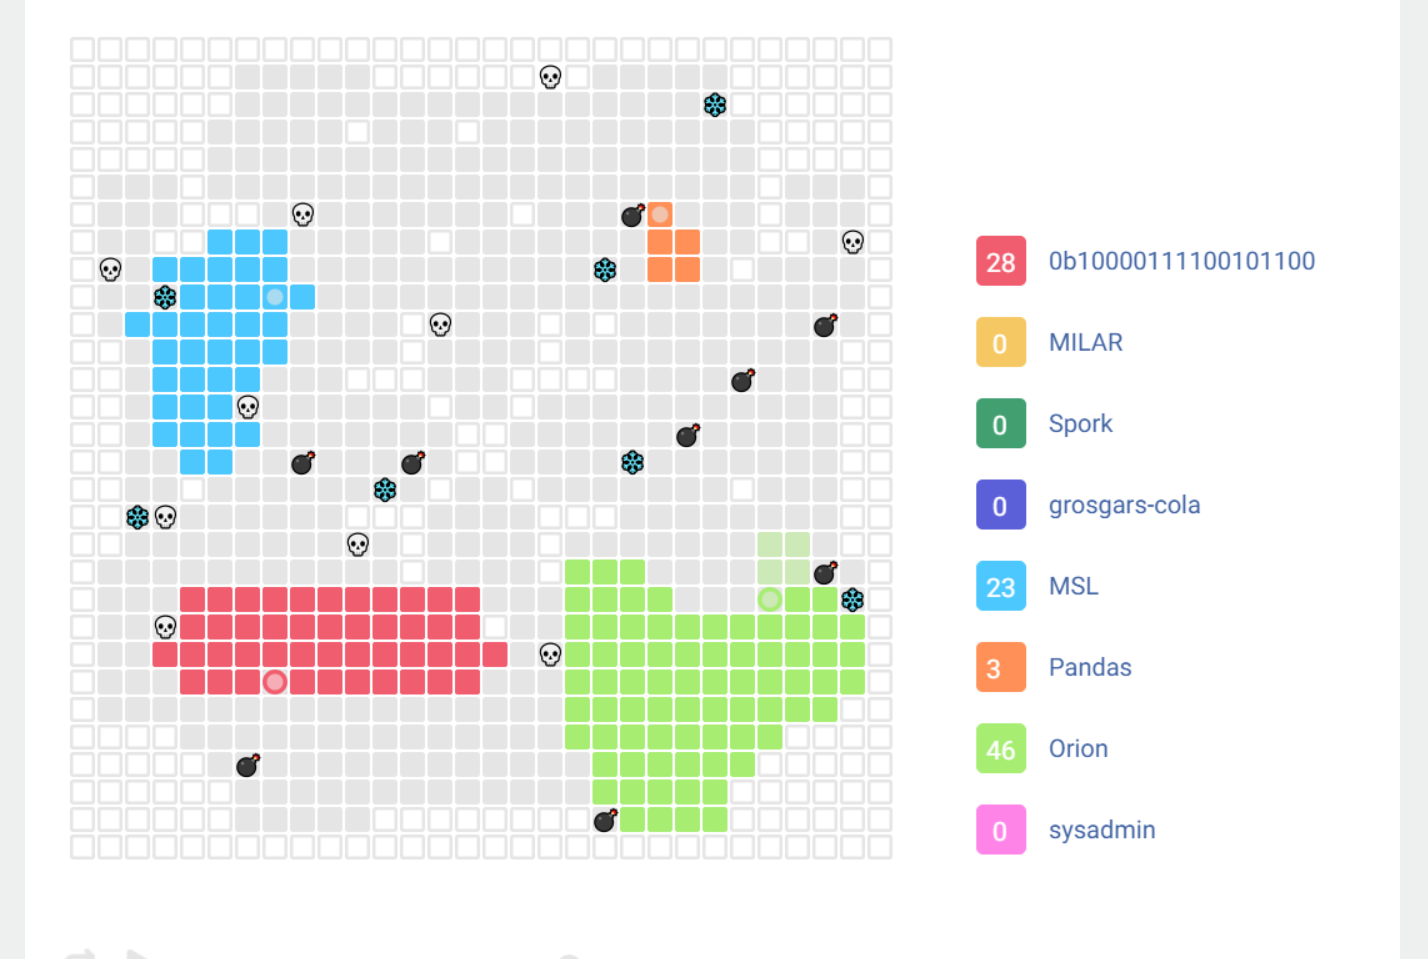 28 0b10000111100101100
0 MILAR
0 Spork
0 grosgars-cola
23 MSL
3 Pandas
46 Orion
0 sysadmin